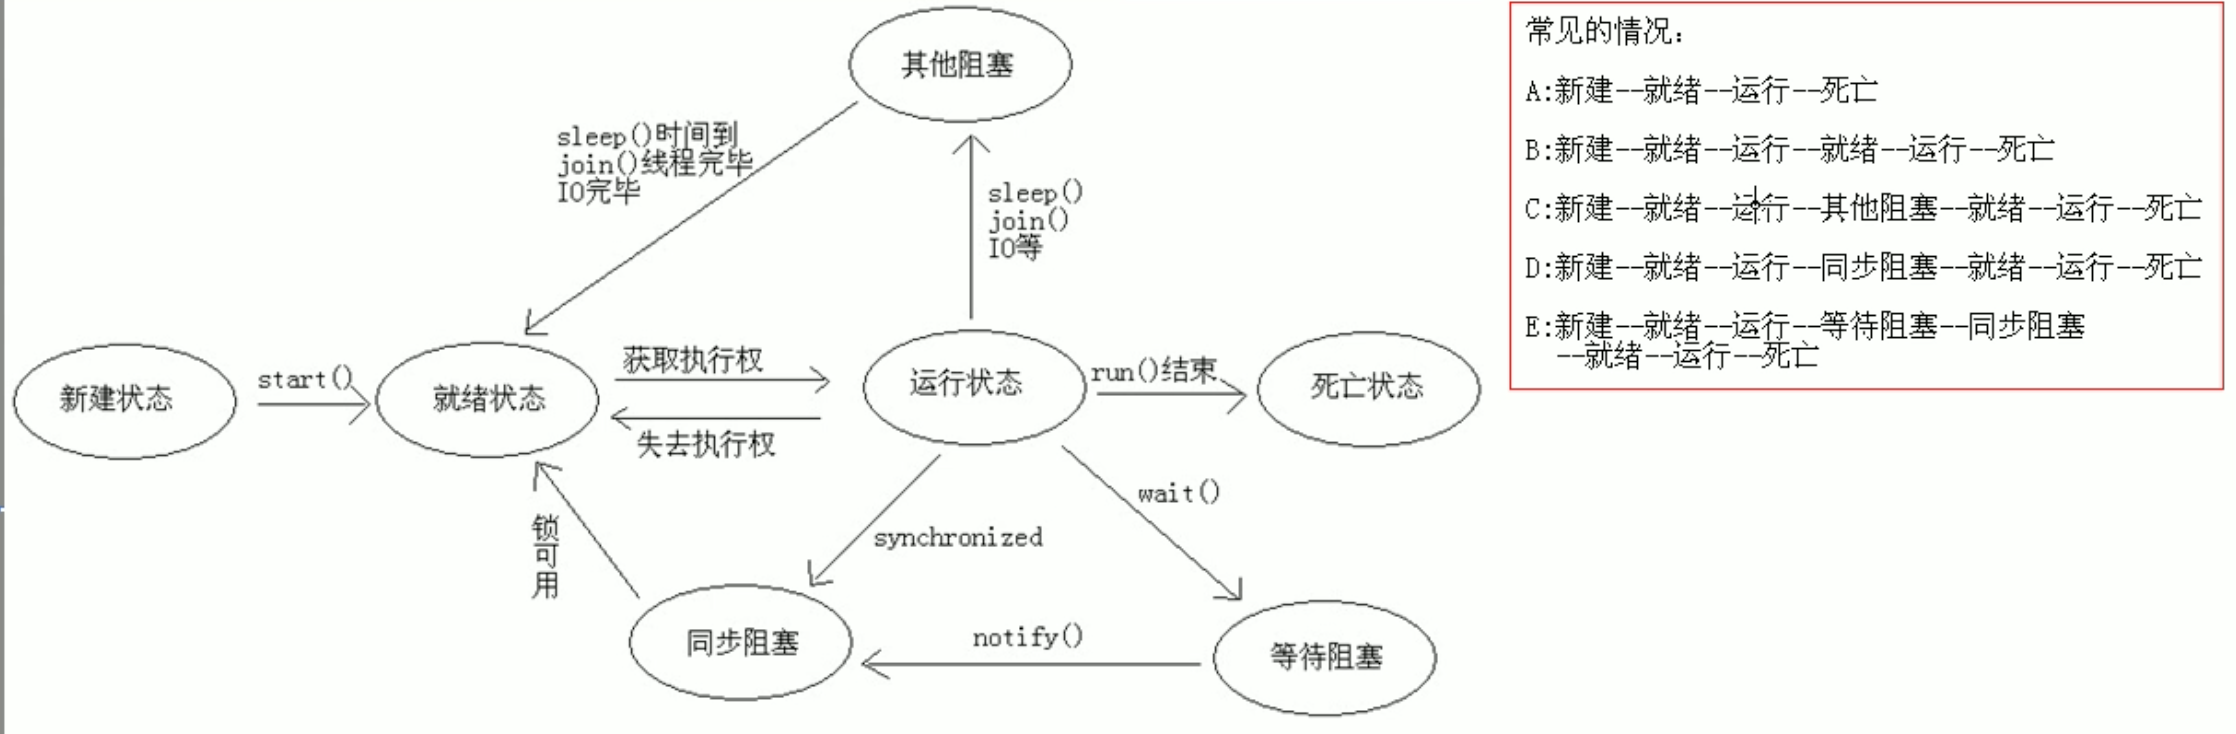 其他阻塞
sleep()时间到
join()线程完毕
IO完毕
sleep()
join()
IO等
新建状态
start()
就绪状态
获取执行权
失去执行权
运行状态
run()结束
死亡状态
锁可用
synchronized
wait()
同步阻塞
notify()
等待阻塞
常见的情况:
A:新建--就绪--运行--死亡
B:新建--就绪--运行--就绪--运行--死亡
C:新建--就绪--运行--其他阻塞--就绪--运行--死亡
D:新建--就绪--运行--同步阻塞--就绪--运行--死亡
E:新建--就绪--运行--等待阻塞--同步阻塞
--就绪--运行--死亡